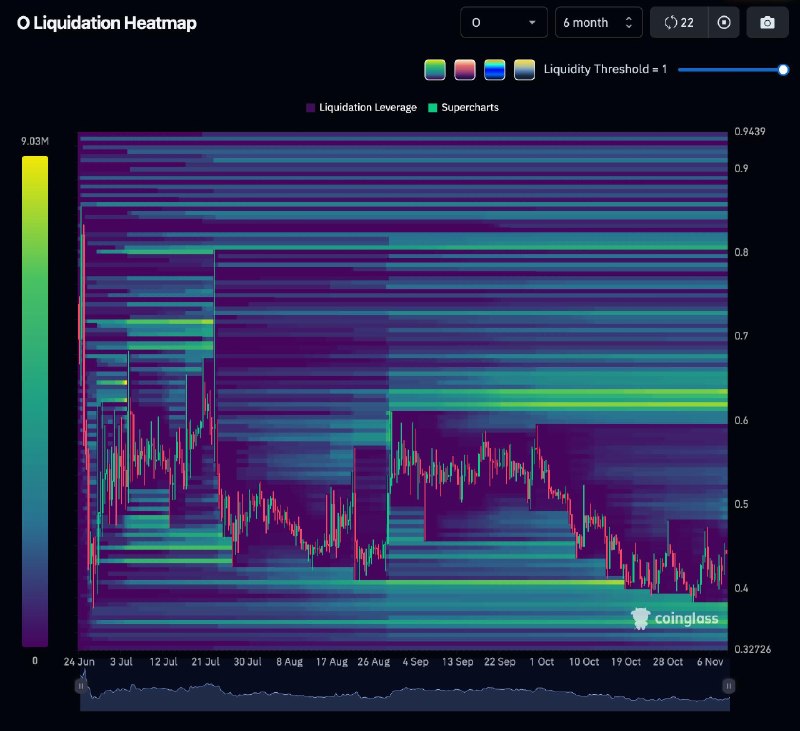 O Liquidation Heatmap
O
6 month
22
Liquidity Threshold = 1
Liquidation Leverage
Supercharts
9.03M
0
0.9439
0.9
0.8
0.7
0.6
0.5
0.4
0.32726
coinglass
24 Jun 3 Jul 12 Jul 21 Jul 30 Jul 8 Aug 17 Aug 26 Aug 4 Sep 13 Sep 22 Sep 1 Oct 10 Oct 19 Oct 28 Oct 6 Nov